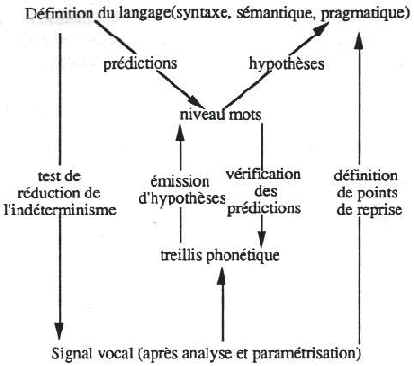 Définition du langage(syntaxe, sémantique, pragmatique)
prédictions
hypothèses
niveau mots
test de
réduction de
l'indéterminisme
émission
d'hypothèses
vérification
des
prédictions
définition
de points
de reprise
treillis phonétique
Signal vocal (après analyse et paramétrisation)